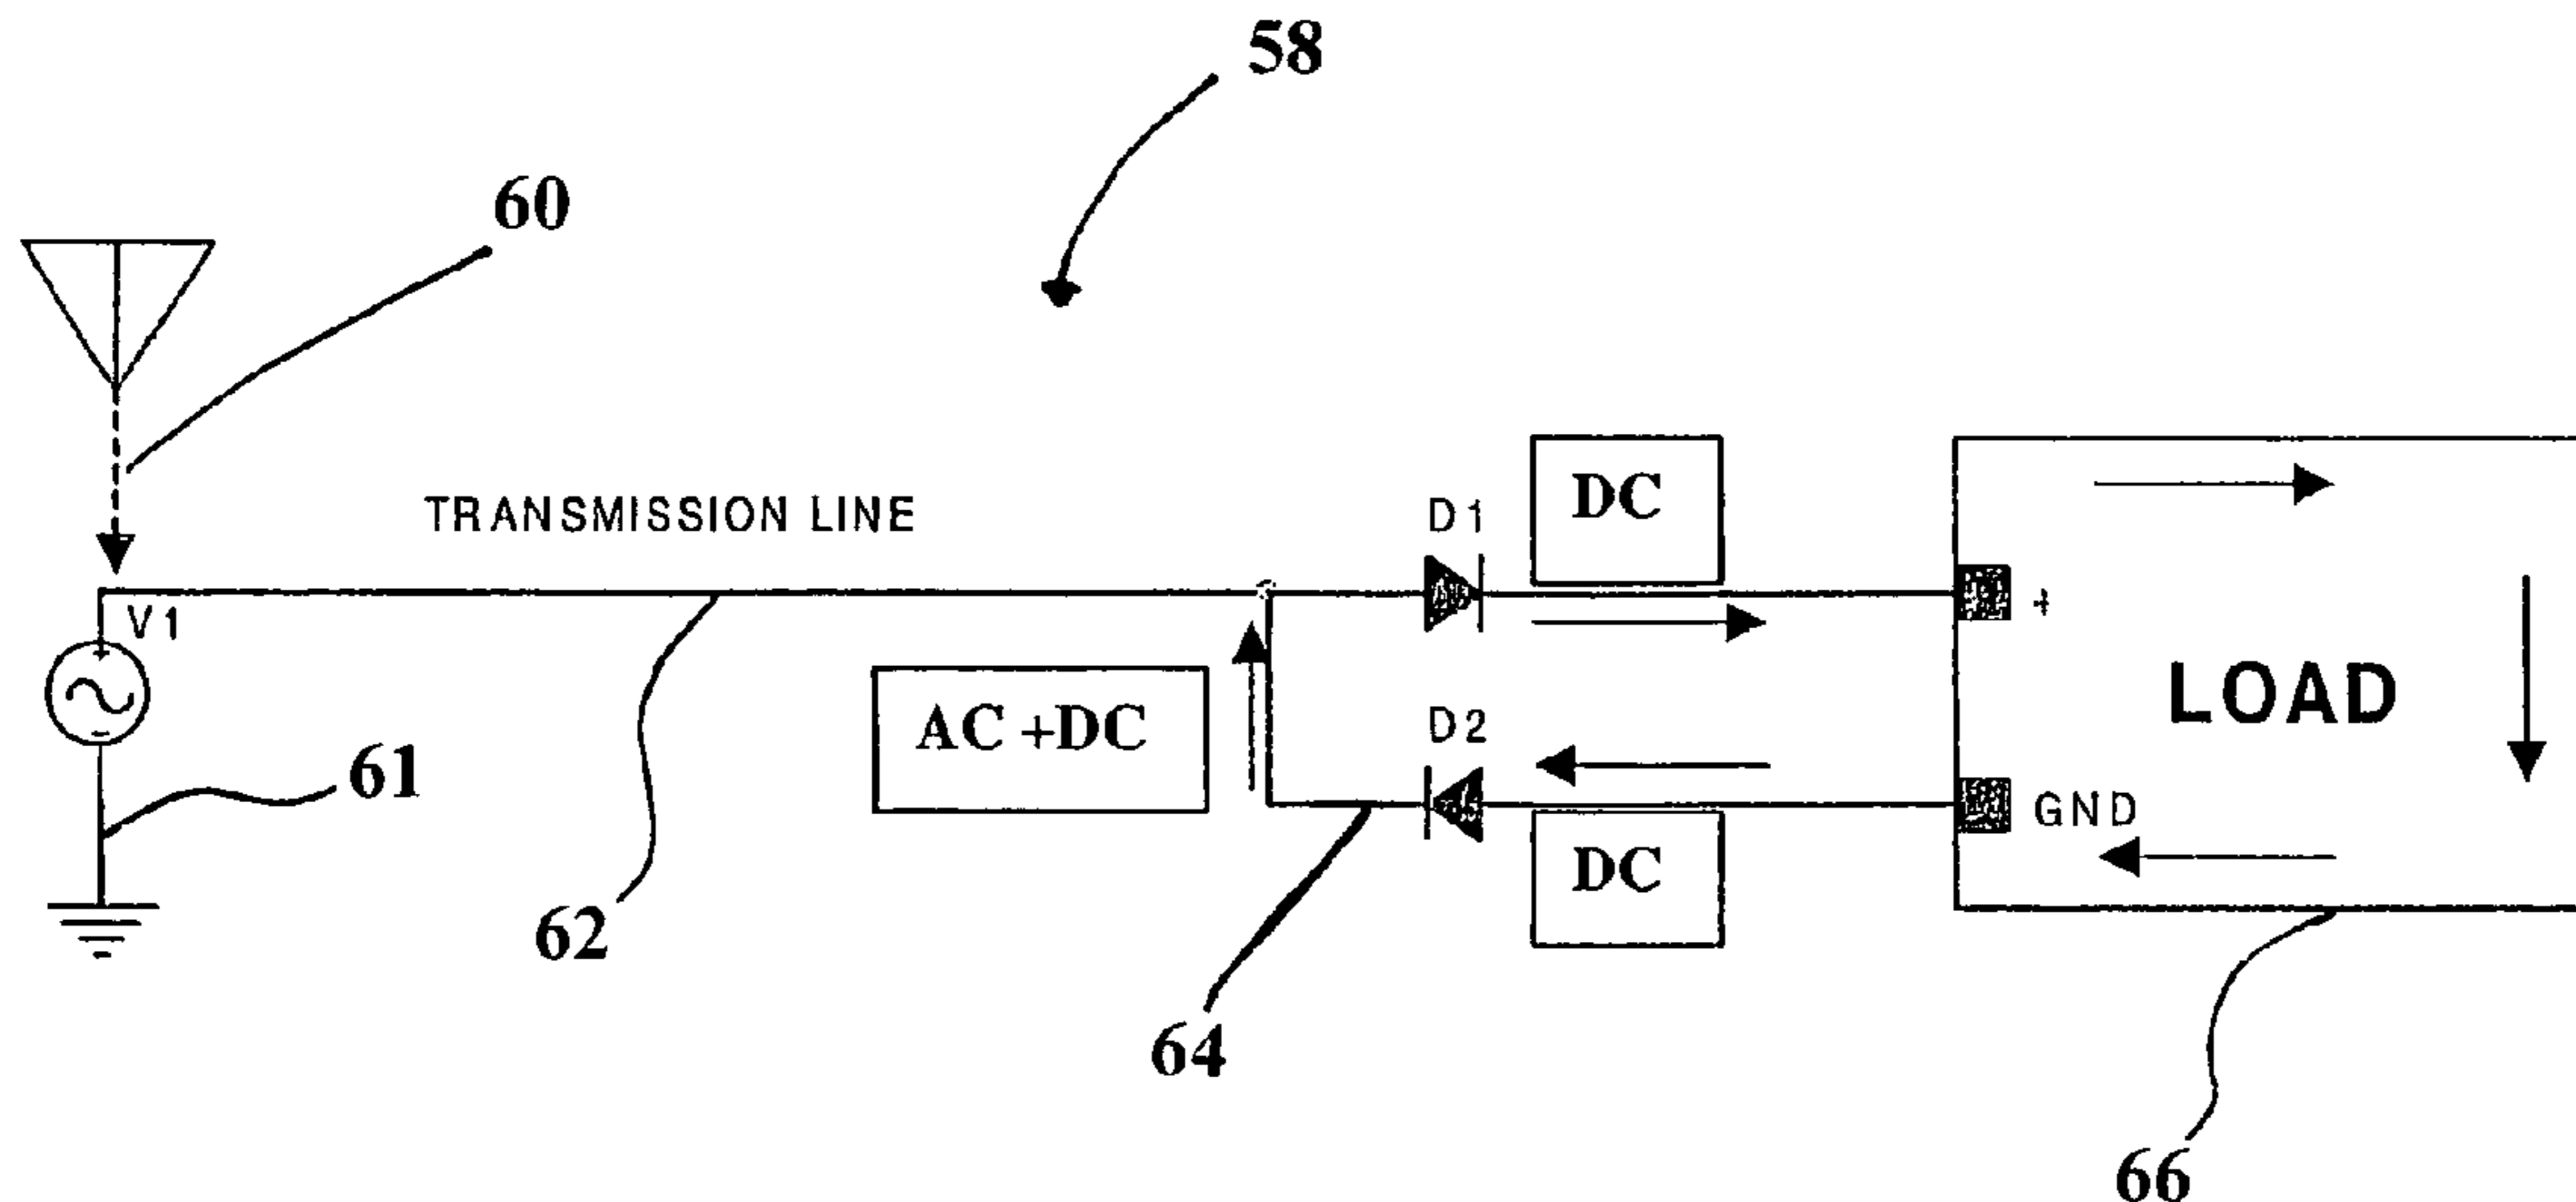 58
60
TRANSMISSION LINE
D1
DC
V1
+
+
LOAD
AC +DC
D2
-
61
GND
DC
62
64
66